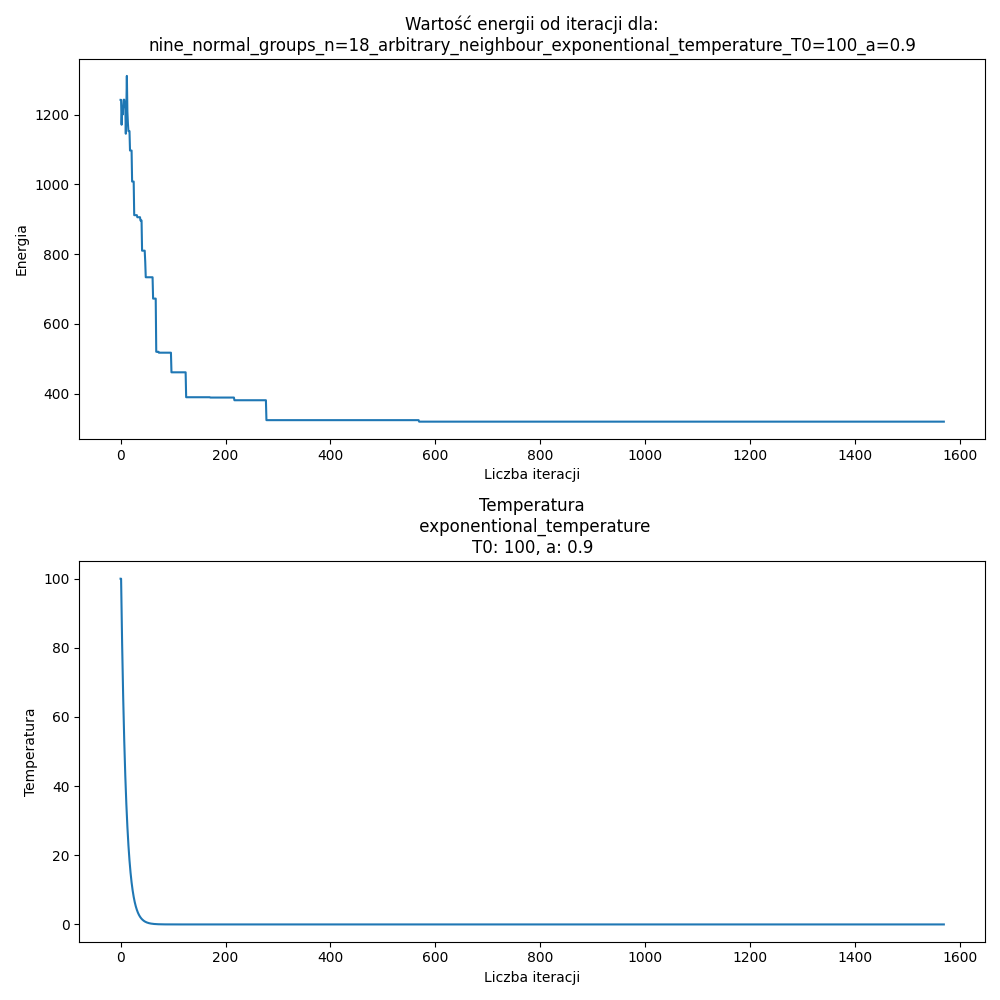 Wartość energii od iteracji dla:
nine_normal_groups_n=18_arbitrary_neighbour_exponentional_temperature_T0=100_a=0.9
1200
1000
800
600
400
Energia
0 200 400 600 800 1000 1200 1400 1600
Liczba iteracji
Temperatura
exponentional_temperature
T0: 100, a: 0.9
100
80
60
40
20
0
Temperatura
0 200 400 600 800 1000 1200 1400 1600
Liczba iteracji